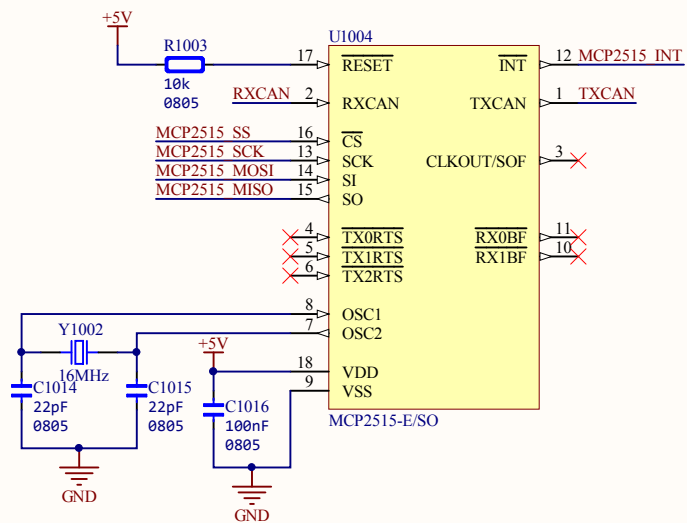 +5V
R1003
10k
0805
U1004
17
RESET
INT
12
MCP2515_INT
RXCAN
2
RXCAN
TXCAN
1
TXCAN
MCP2515_SS
16
CS
MCP2515_SCK
13
SCK
CLKOUT/SOF
3
MCP2515_MOSI
14
SI
MCP2515_MISO
15
SO
4
TX0RTS
RX0BF
11
5
TX1RTS
RX1BF
10
6
TX2RTS
8
OSC1
7
OSC2
Y1002
16MHz
+5V
18
VDD
9
VSS
C1014
22pF
0805
C1015
22pF
0805
C1016
100nF
0805
MCP2515-E/SO
GND
GND